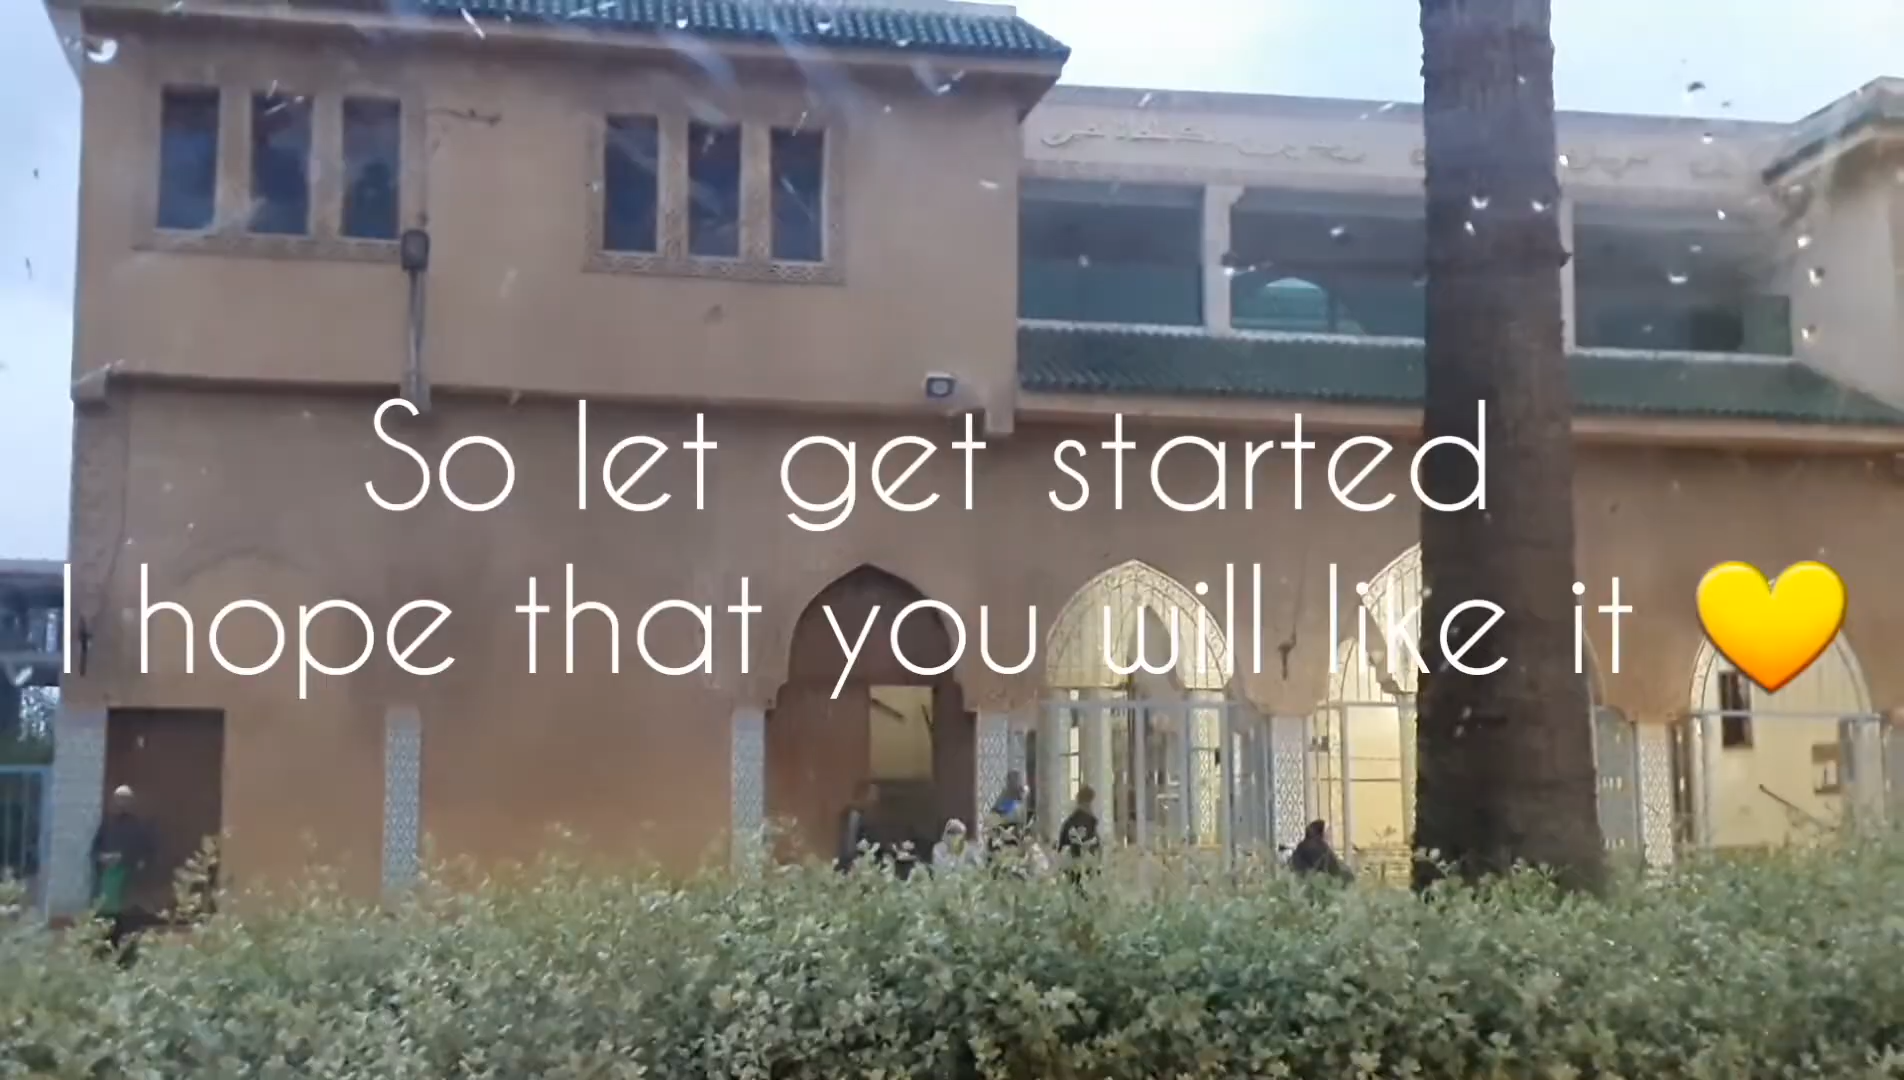 So let get started
I hope that you will like it 💛